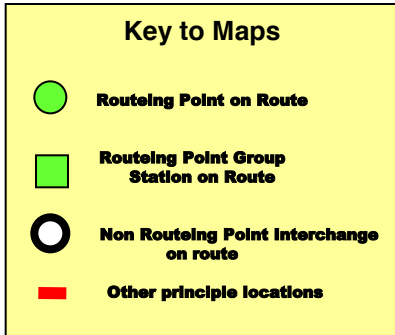 Key to Maps
Routeing Point on Route
Routeing Point Group
Station on Route
Non Routeing Point Interchange
on route
Other principle locations